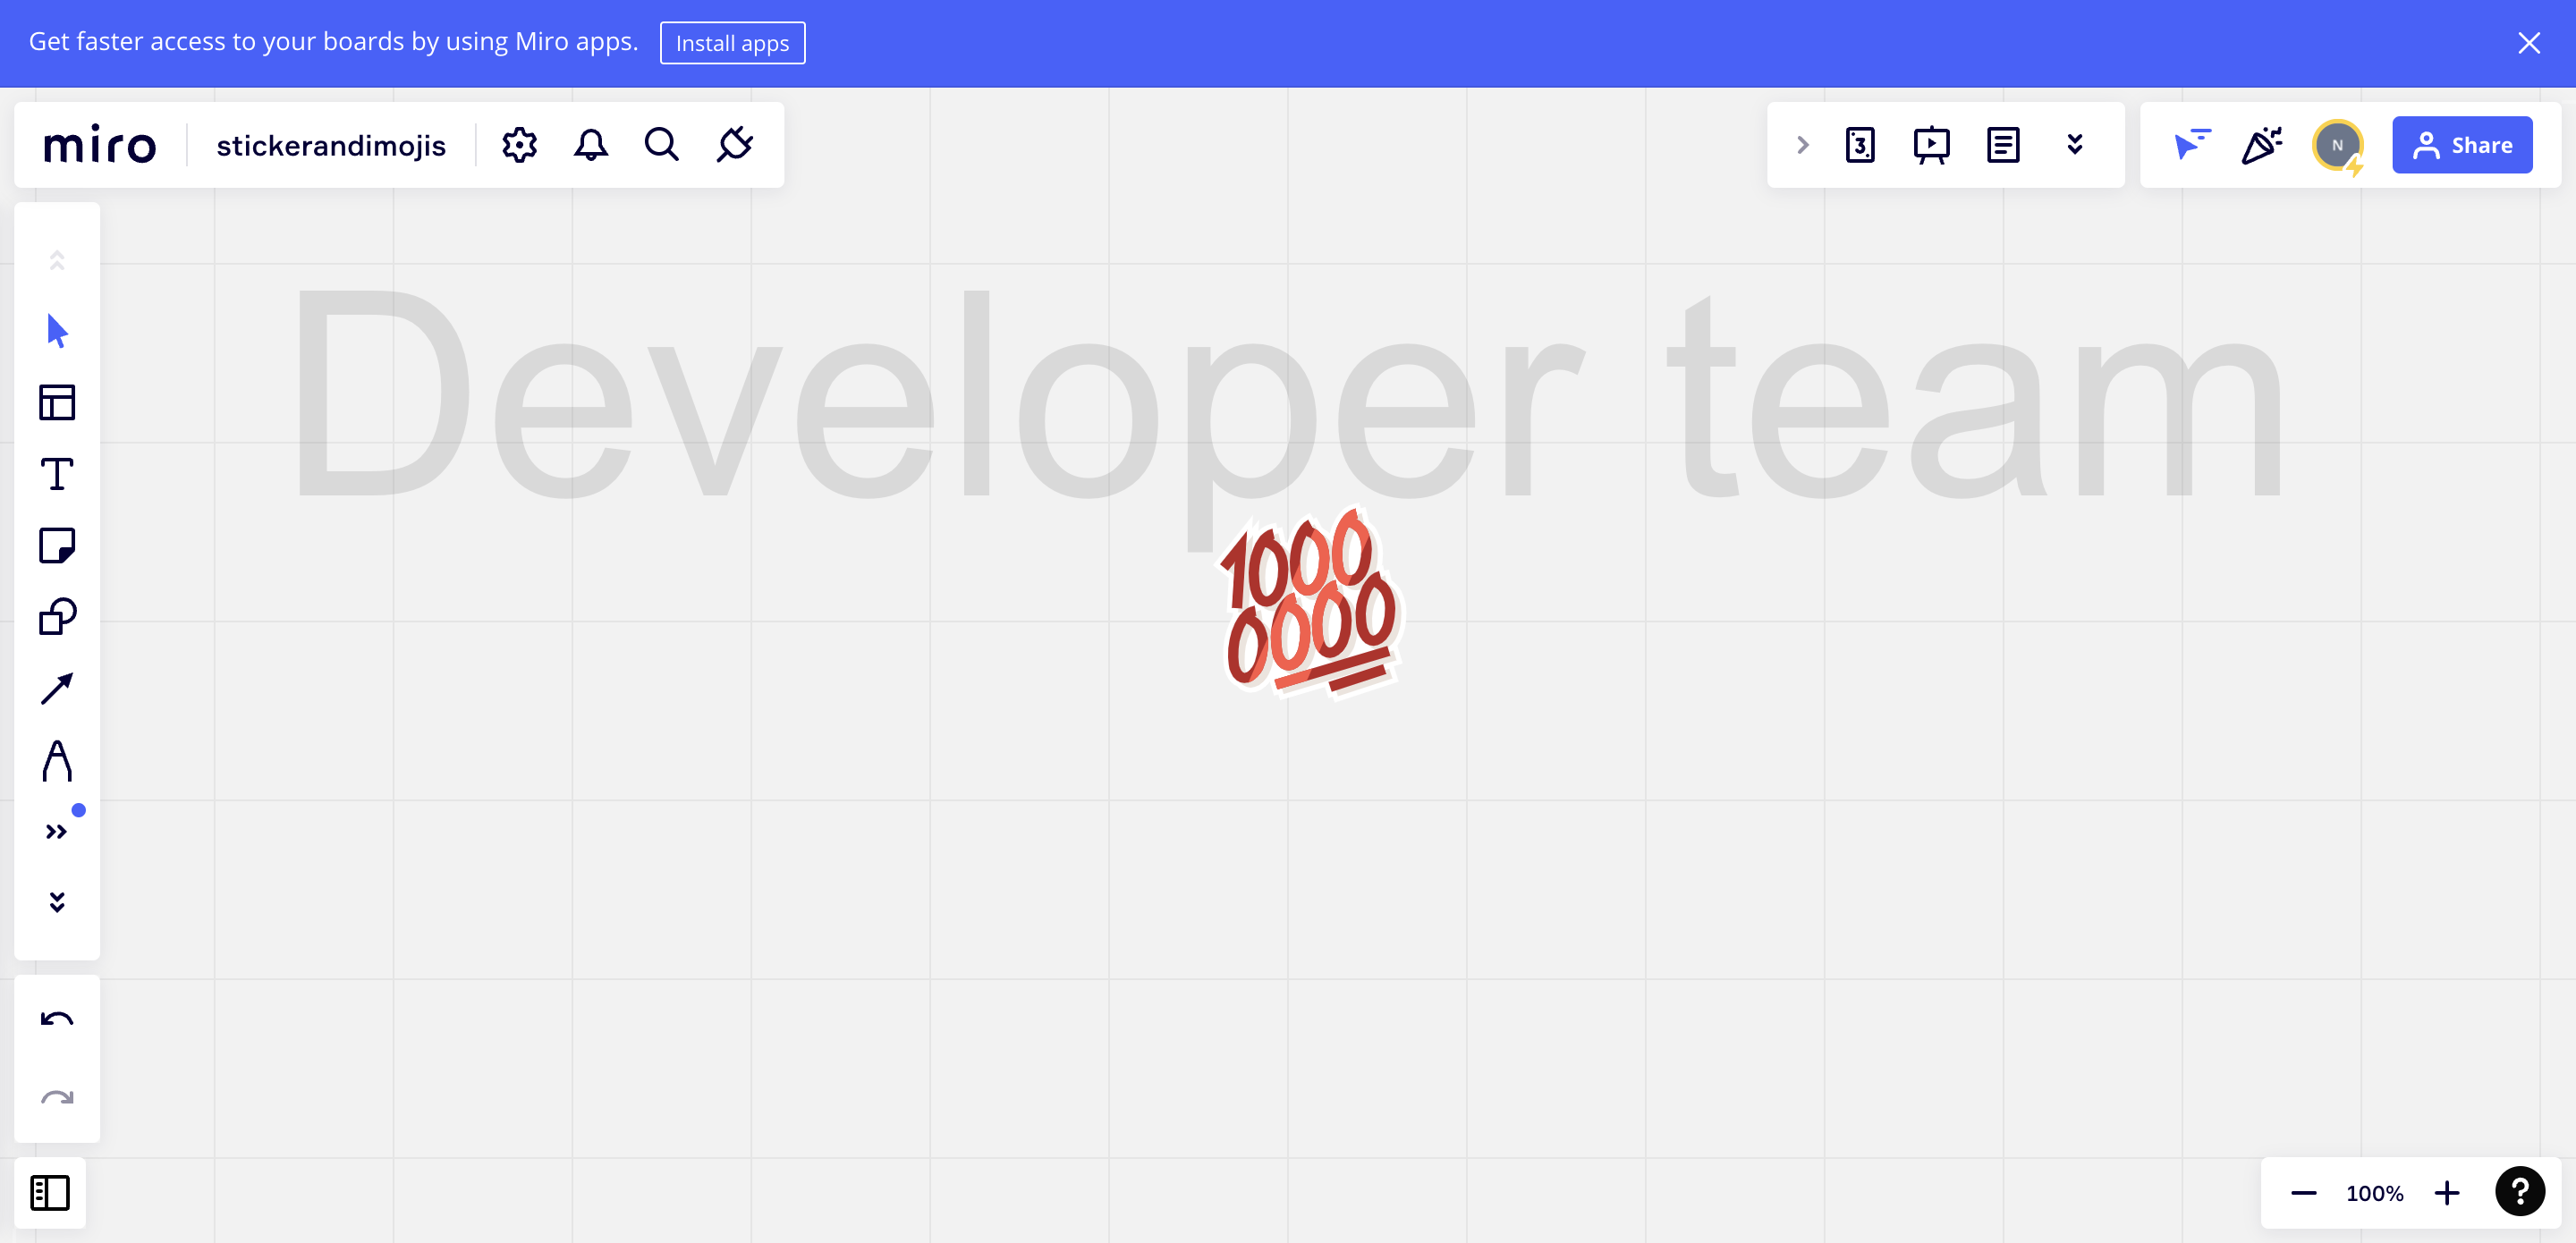 Get faster access to your boards by using Miro apps. Install apps
miro stickerandimojis 3 N Share
Developer team
1000
0000
100% ?